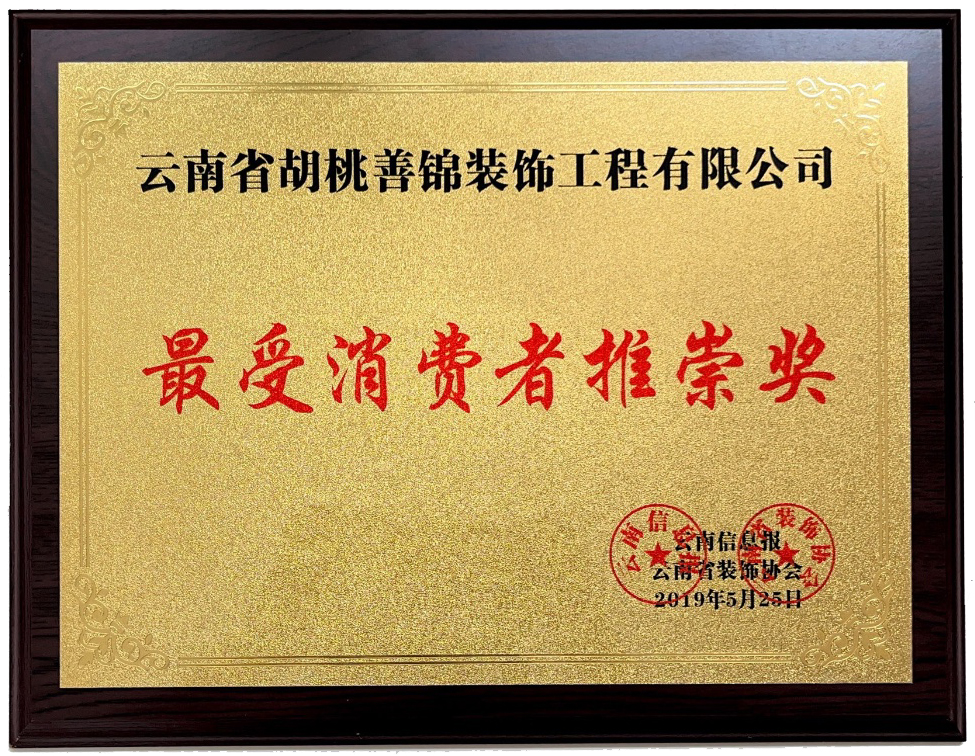 云南省胡桃善锦装饰工程有限公司
最受消费者推崇奖
云南信息报
云南省装饰协会
2019年5月25日